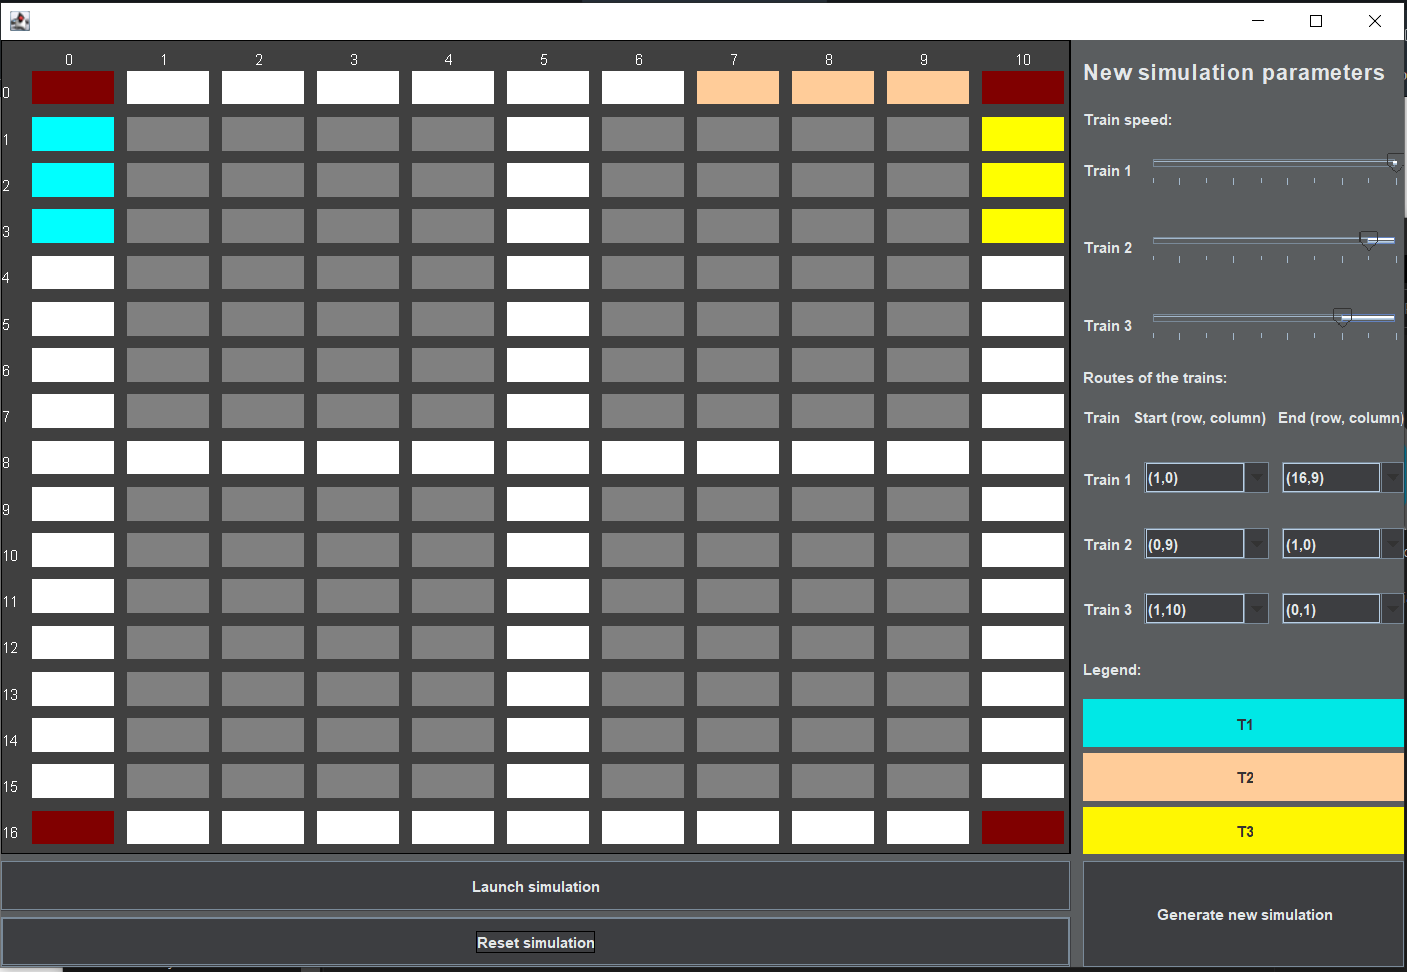 0 1 2 3 4 5 6 7 8 9 10
0
1
2
3
4
5
6
7
8
9
10
11
12
13
14
15
16
Launch simulation
Reset simulation
New simulation parameters
Train speed:
Train 1
Train 2
Train 3
Routes of the trains:
Train Start (row, column) End (row, column)
Train 1 (1,0) (16,9)
Train 2 (0,9) (1,0)
Train 3 (1,10) (0,1)
Legend:
T1
T2
T3
Generate new simulation